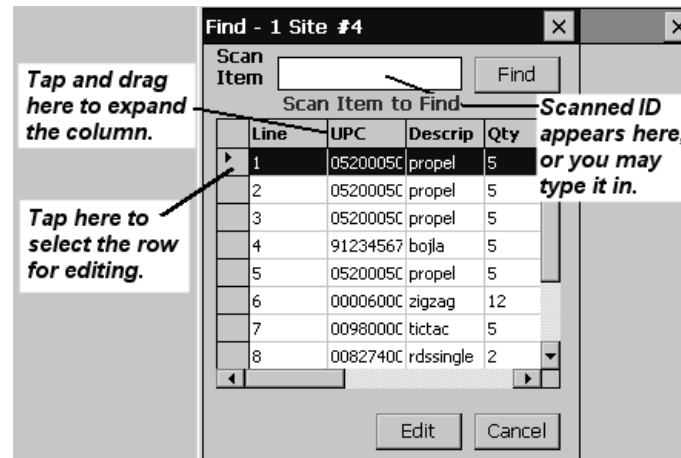 Find - 1 Site #4
Scan
Item
Find
Scan Item to Find
Tap and drag
here to expand
the column.
Scanned ID
appears here,
or you may
type it in.
Tap here to
select the row
for editing.
Line UPC Descrip Qty
1 0520005C propel 5
2 0520005C propel 5
3 0520005C propel 5
4 91234567 bojla 5
5 0520005C propel 5
6 0000600C zigzag 12
7 0098000C tictac 5
8 0082740C rdssingle 2
Edit Cancel